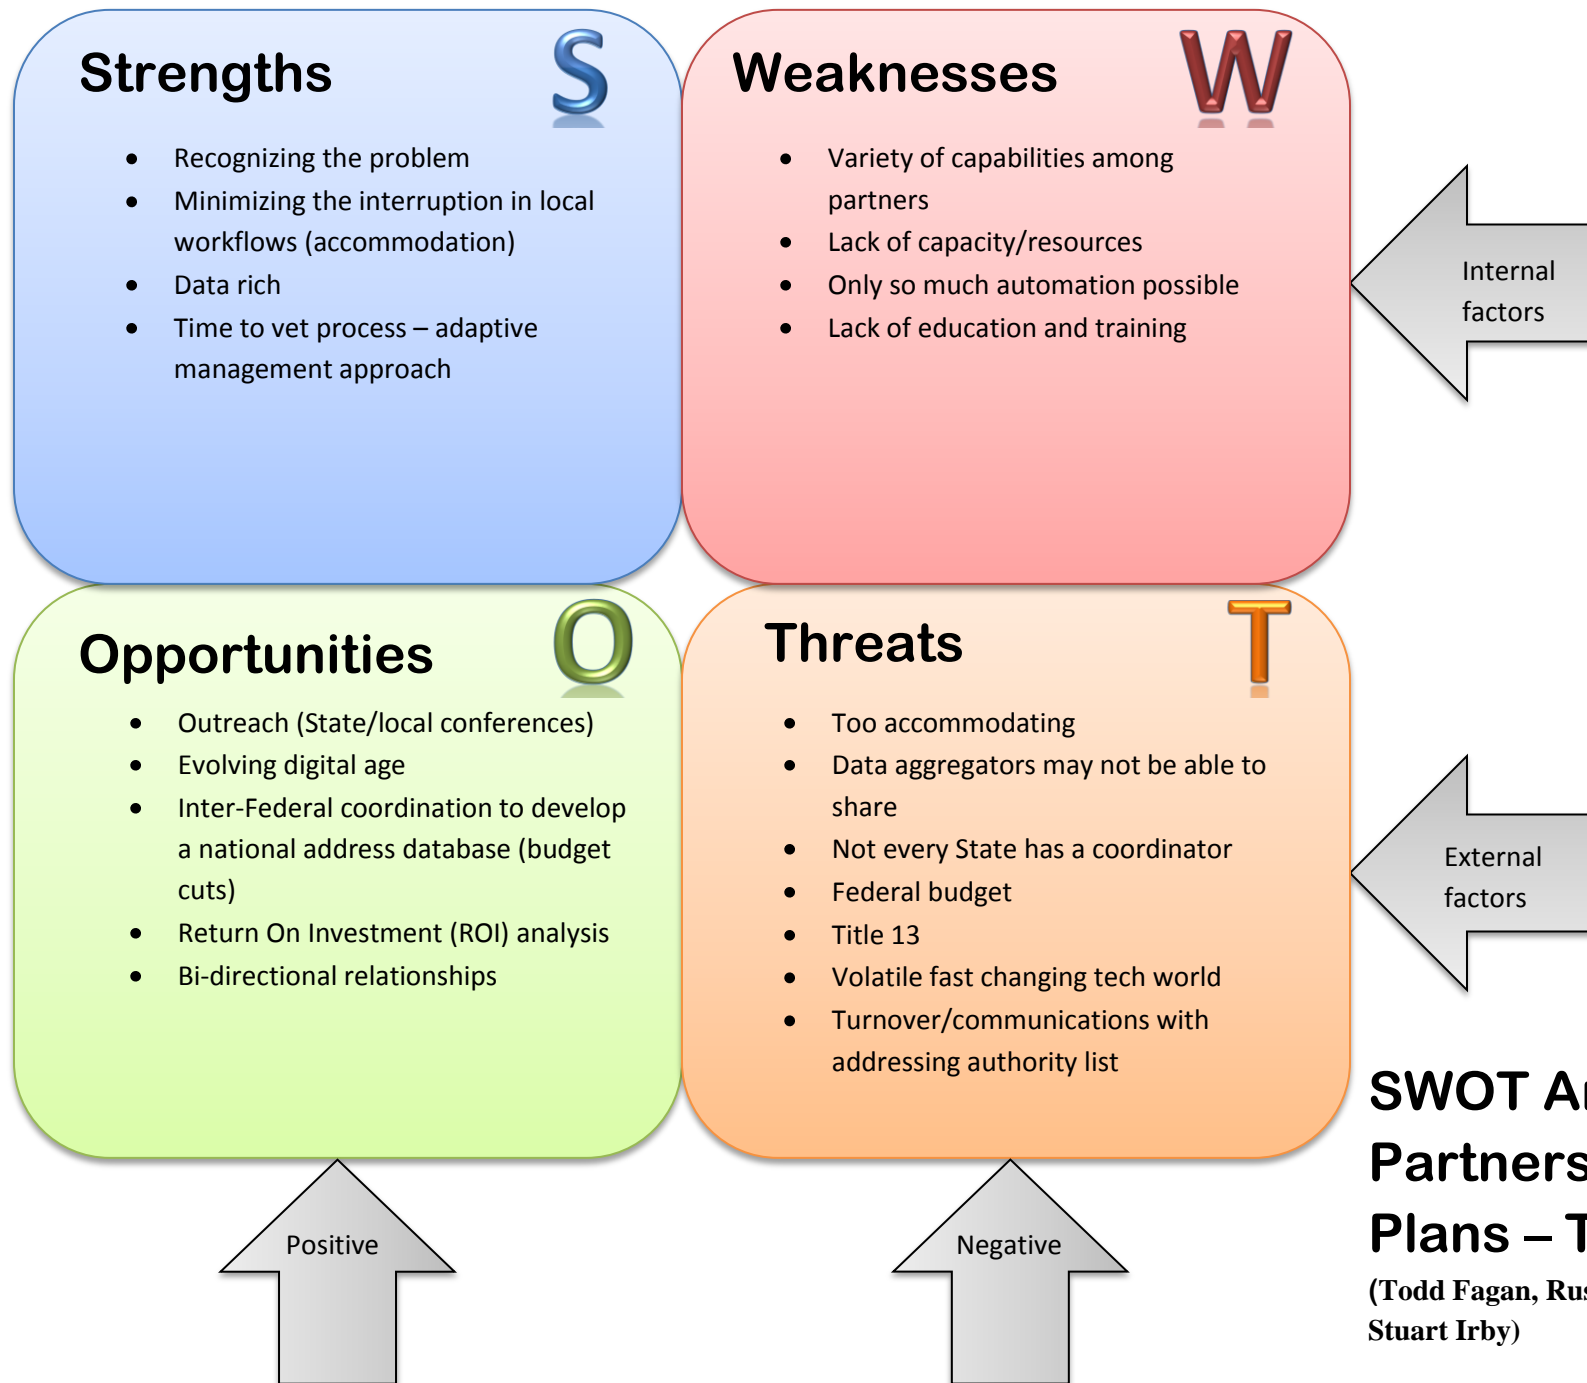 Strengths
S
• Recognizing the problem
• Minimizing the interruption in local
workflows (accommodation)
• Data rich
• Time to vet process – adaptive
management approach
Weaknesses
W
• Variety of capabilities among
partners
• Lack of capacity/resources
• Only so much automation possible
• Lack of education and training
Internal
factors
Opportunities
O
• Outreach (State/local conferences)
• Evolving digital age
• Inter-Federal coordination to develop
a national address database (budget
cuts)
• Return On Investment (ROI) analysis
• Bi-directional relationships
Threats
T
• Too accommodating
• Data aggregators may not be able to
share
• Not every State has a coordinator
• Federal budget
• Title 13
• Volatile fast changing tech world
• Turnover/communications with
addressing authority list
External
factors
Positive
Negative
SWOT
Partners
Plans –
(Todd Fagan,
Stuart Irby)